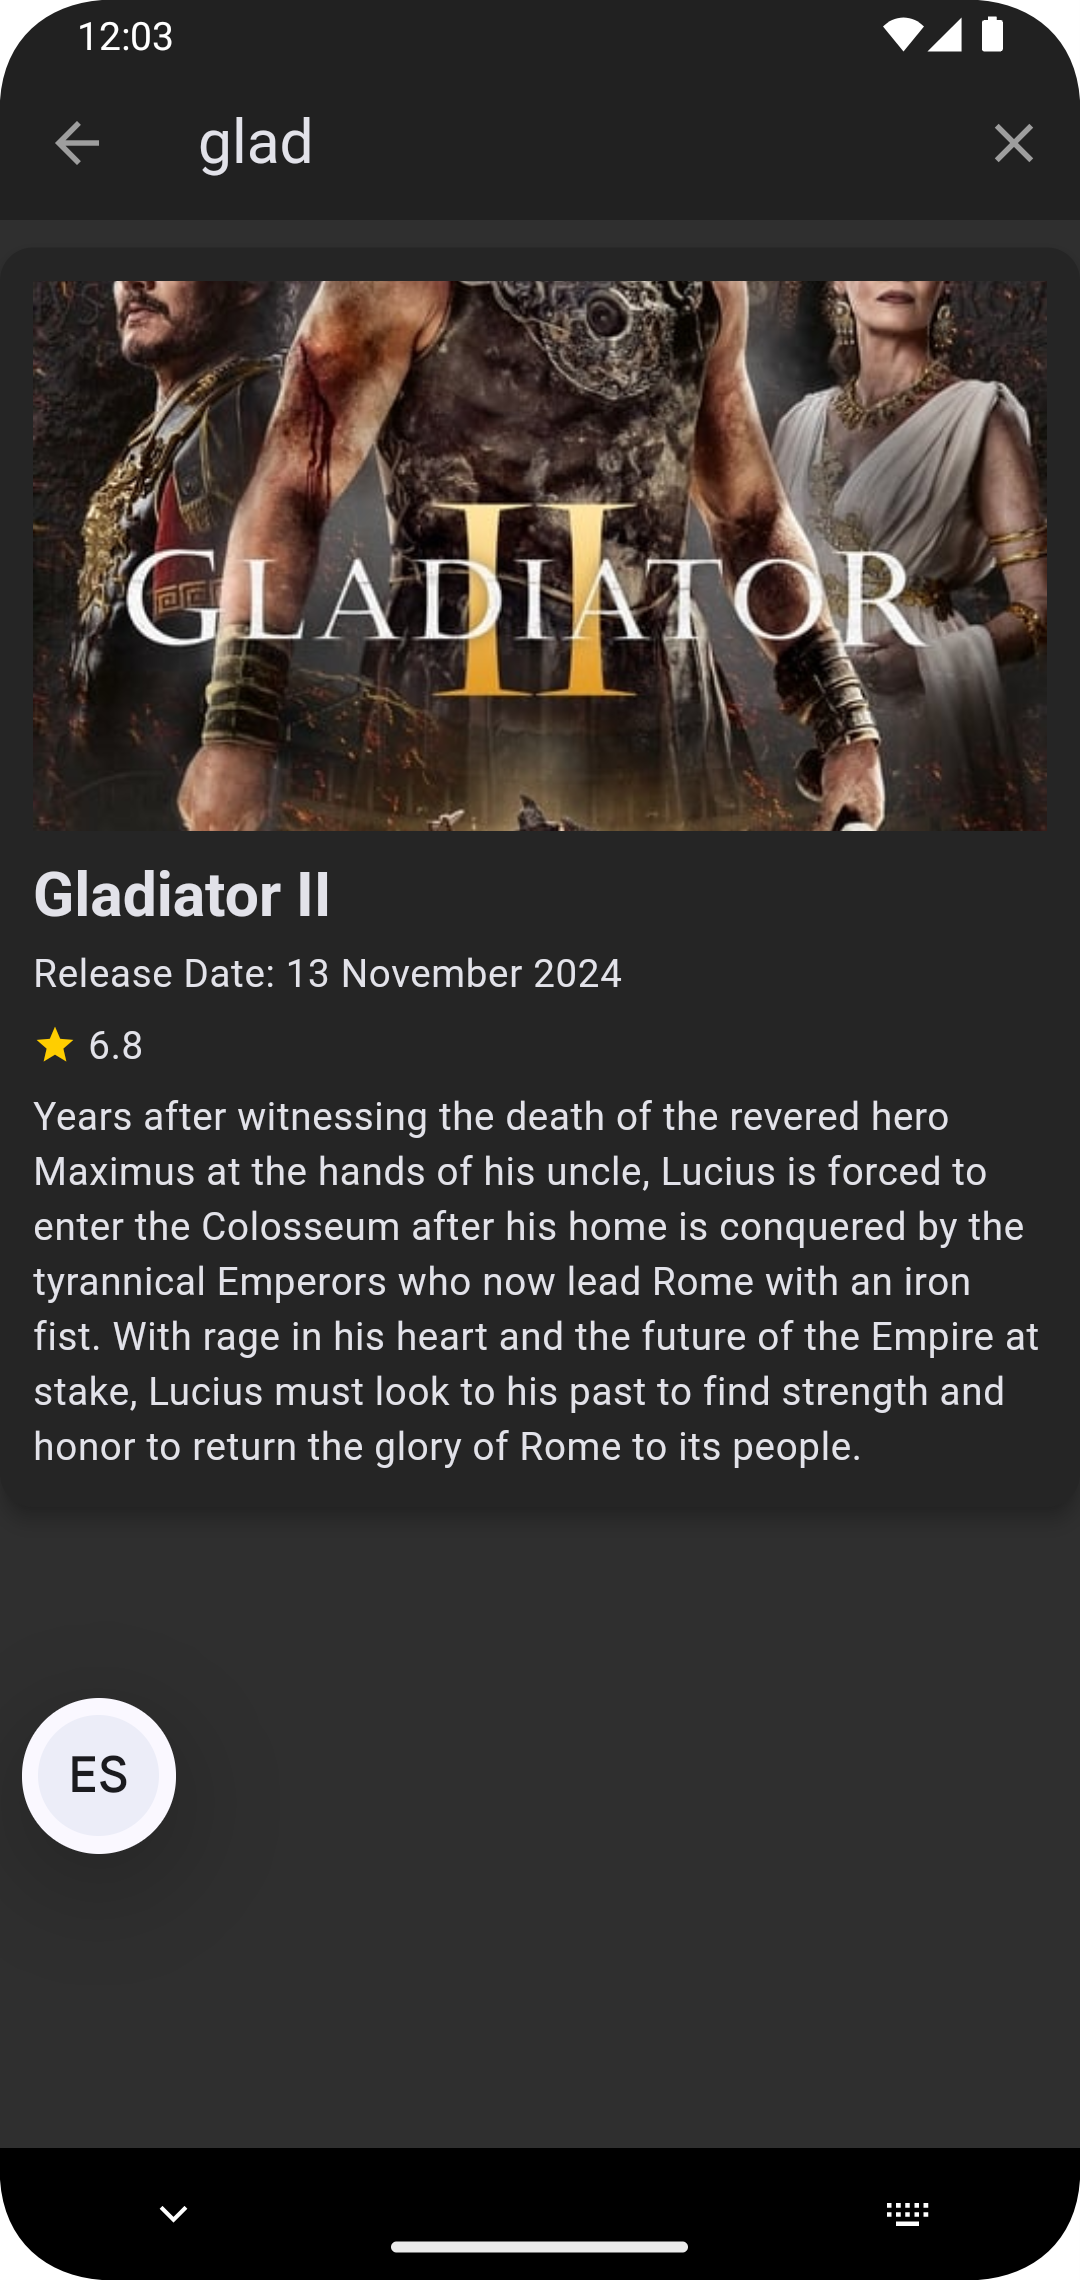 12:03
glad
II
GLADIATOR
Gladiator II
Release Date: 13 November 2024
6.8
Years after witnessing the death of the revered hero
Maximus at the hands of his uncle, Lucius is forced to
enter the Colosseum after his home is conquered by the
tyrannical Emperors who now lead Rome with an iron
fist. With rage in his heart and the future of the Empire at
stake, Lucius must look to his past to find strength and
honor to return the glory of Rome to its people.
ES